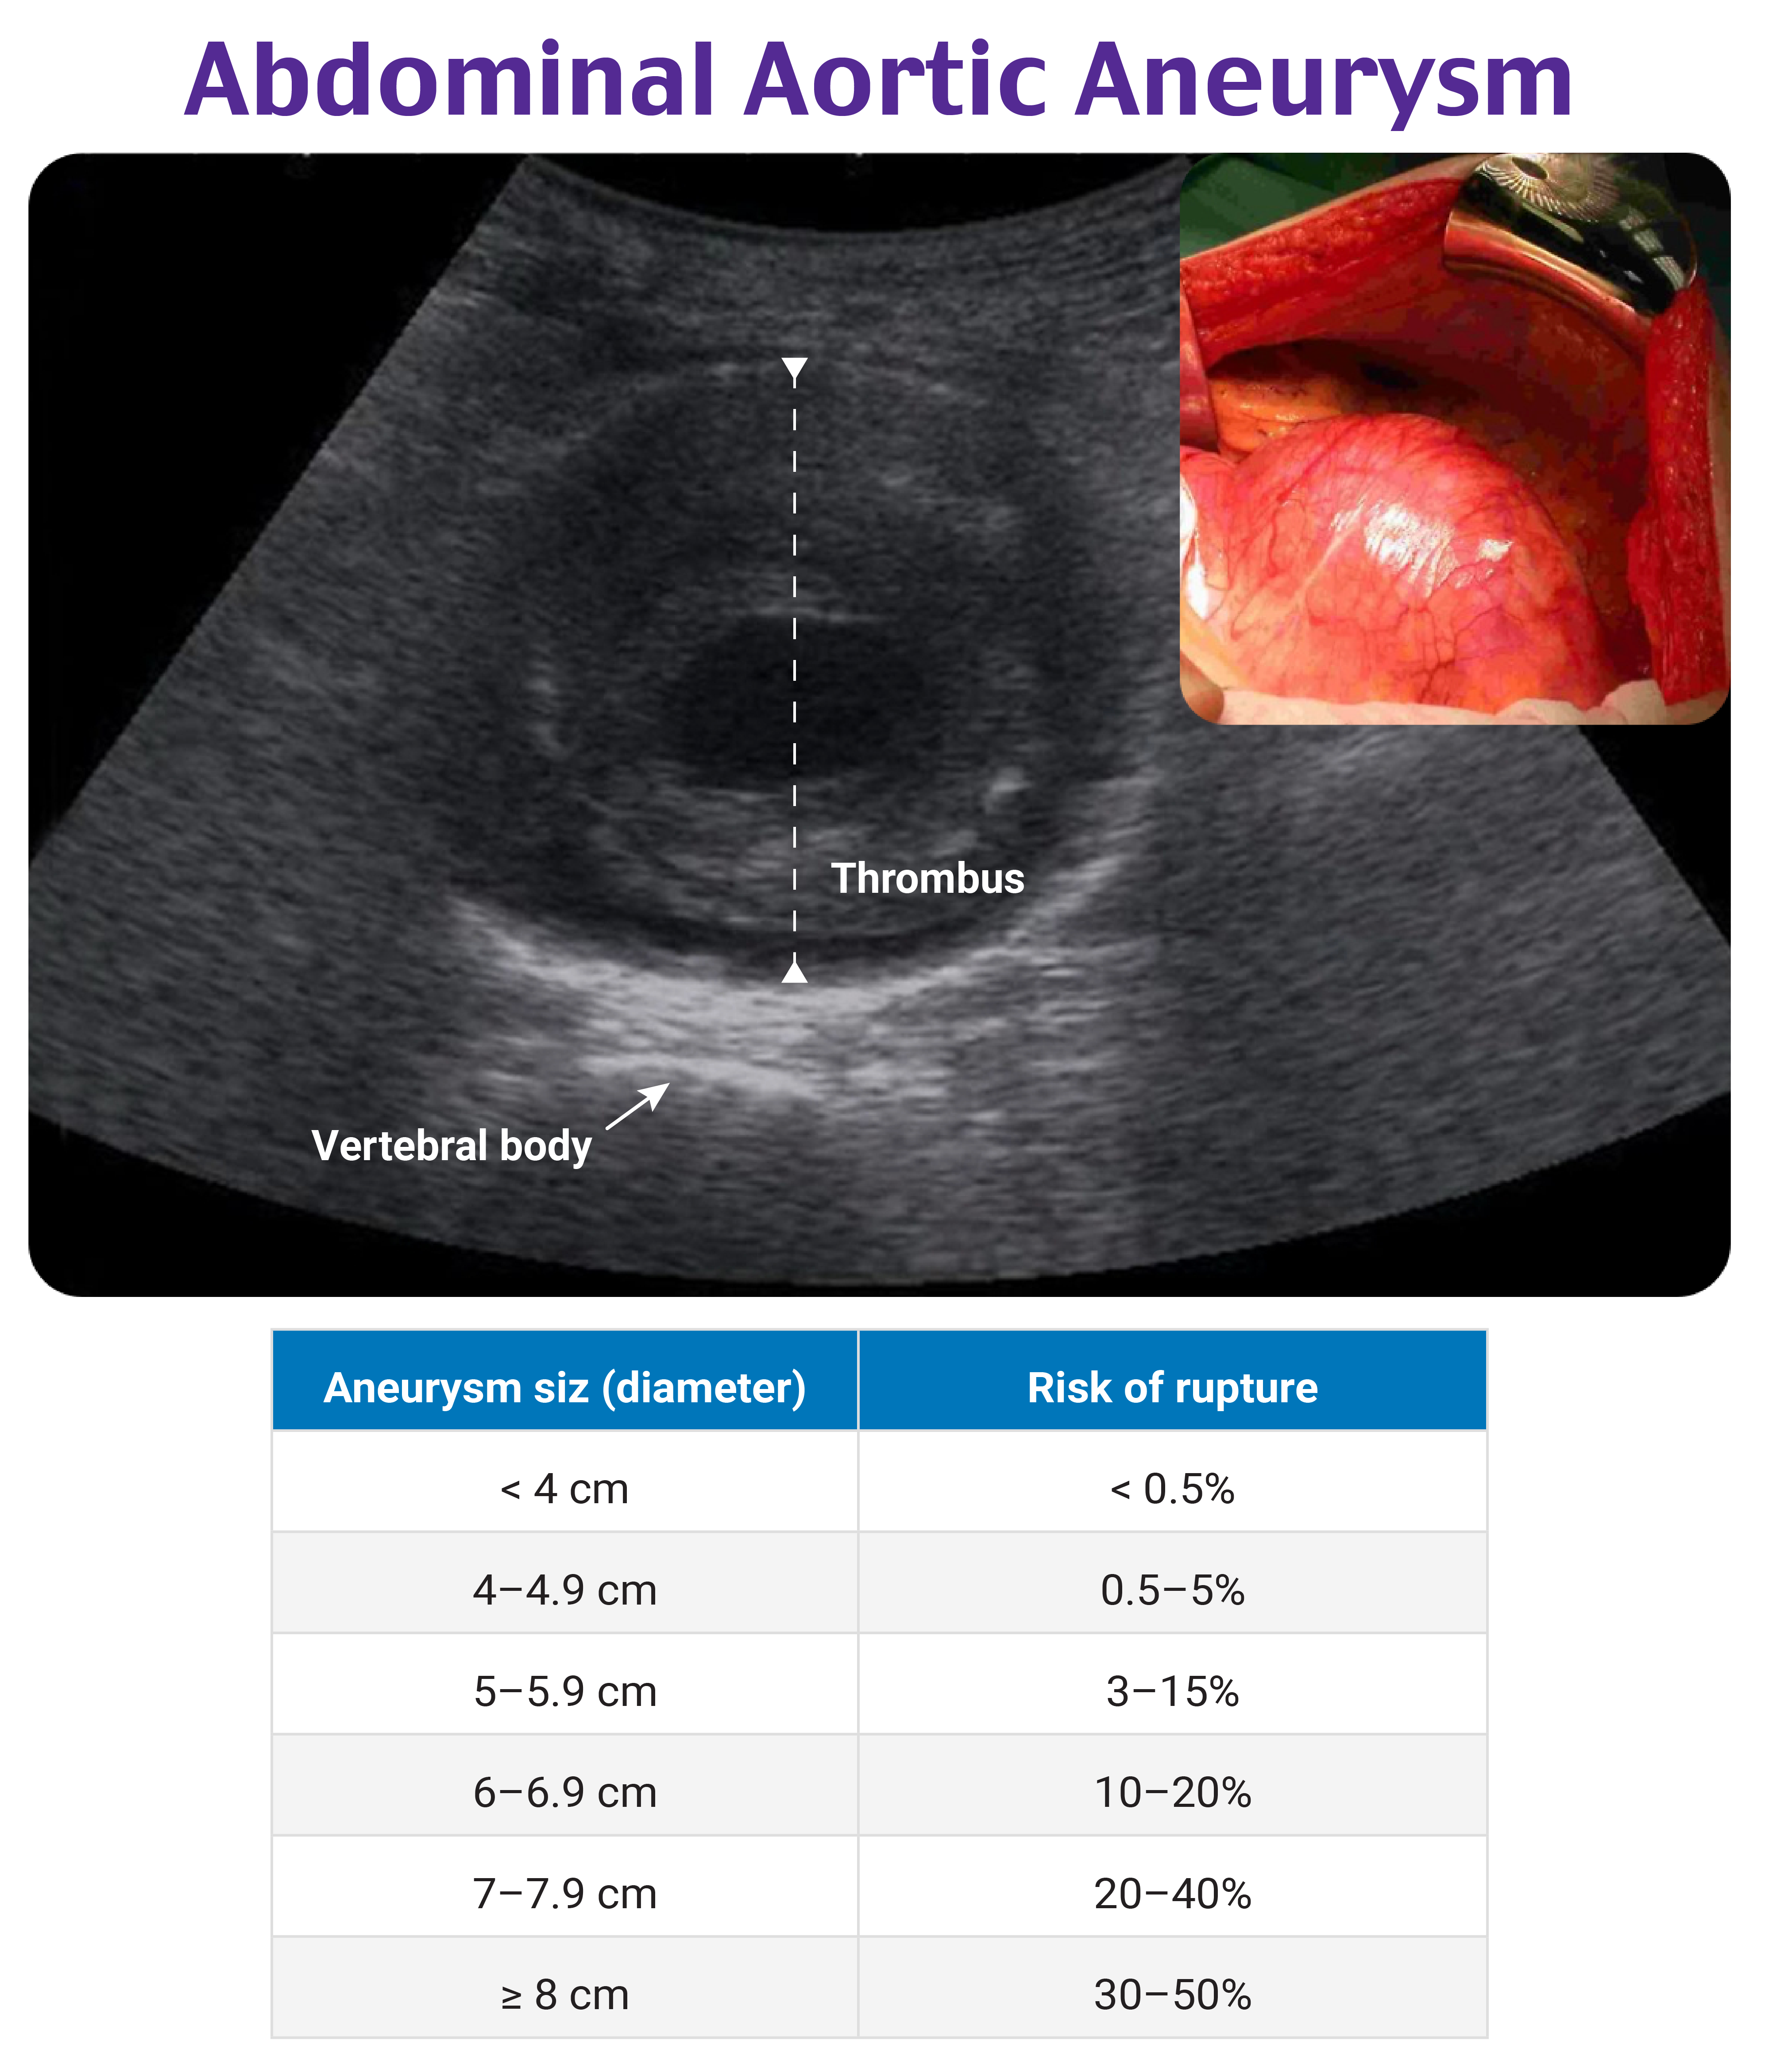 Abdominal Aortic Aneurysm
Thrombus
Vertebral body
Aneurysm siz (diameter) Risk of rupture
< 4 cm < 0.5%
4–4.9 cm 0.5–5%
5–5.9 cm 3–15%
6–6.9 cm 10–20%
7–7.9 cm 20–40%
≥ 8 cm 30–50%